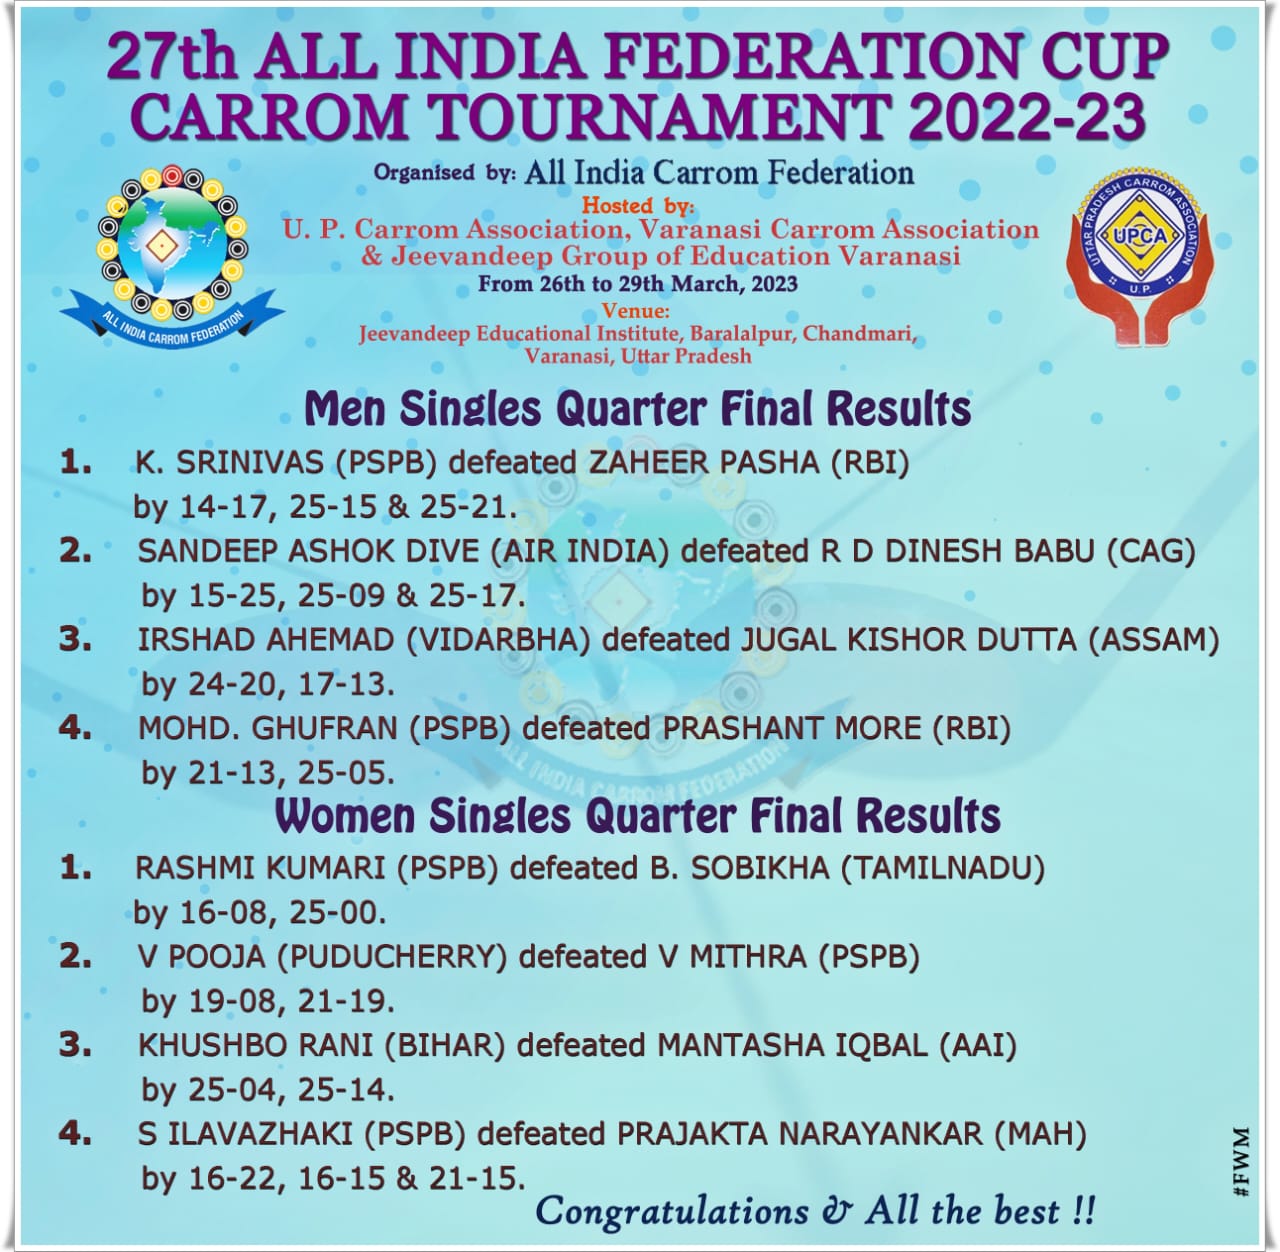 27th ALL INDIA FEDERATION CUP
CARROM TOURNAMENT 2022-23
Organised by: All India Carrom Federation
Hosted by:
U. P. Carrom Association, Varanasi Carrom Association
& Jeevandeep Group of Education Varanasi
From 26th to 29th March, 2023
Venue:
Jeevandeep Educational Institute, Baralalpur, Chandmari,
Varanasi, Uttar Pradesh
ALL INDIA CARROM FEDERATION
UTTAR PRADESH CARROM ASSOCIATION
UPCA
U.P.
Men Singles Quarter Final Results
1. K. SRINIVAS (PSPB) defeated ZAHEER PASHA (RBI)
by 14-17, 25-15 & 25-21.
2. SANDEEP ASHOK DIVE (AIR INDIA) defeated R D DINESH BABU (CAG)
by 15-25, 25-09 & 25-17.
3. IRSHAD AHEMAD (VIDARBHA) defeated JUGAL KISHOR DUTTA (ASSAM)
by 24-20, 17-13.
4. MOHD. GHUFRAN (PSPB) defeated PRASHANT MORE (RBI)
by 21-13, 25-05.
ALL INDIA CARROM FEDERATION
Women Singles Quarter Final Results
1. RASHMI KUMARI (PSPB) defeated B. SOBIKHA (TAMILNADU)
by 16-08, 25-00.
2. V POOJA (PUDUCHERRY) defeated V MITHRA (PSPB)
by 19-08, 21-19.
3. KHUSHBO RANI (BIHAR) defeated MANTASHA IQBAL (AAI)
by 25-04, 25-14.
4. S ILAVAZHAKI (PSPB) defeated PRAJAKTA NARAYANKAR (MAH)
by 16-22, 16-15 & 21-15.
Congratulations & All the best !!
#FWM